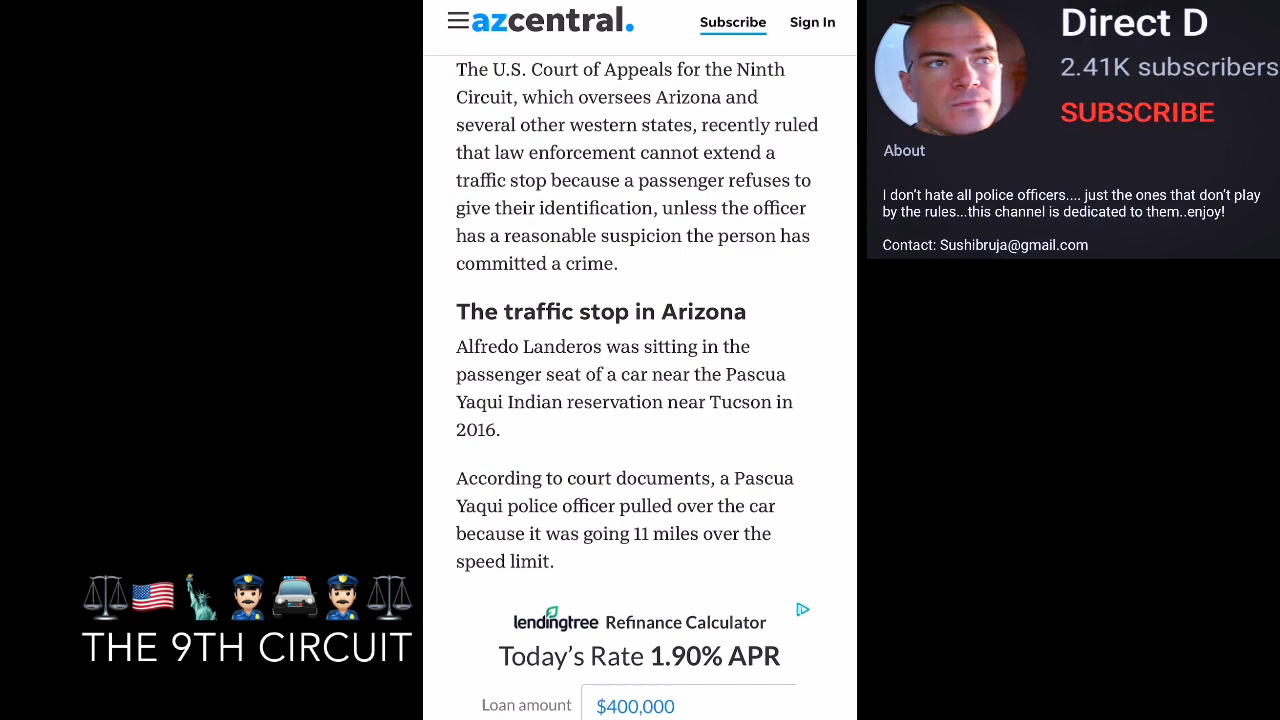 azcentral.
Subscribe
Sign In
The U.S. Court of Appeals for the Ninth
Circuit, which oversees Arizona and
several other western states, recently ruled
that law enforcement cannot extend a
traffic stop because a passenger refuses to
give their identification, unless the officer
has a reasonable suspicion the person has
committed a crime.
The traffic stop in Arizona
Alfredo Landeros was sitting in the
passenger seat of a car near the Pascua
Yaqui Indian reservation near Tucson in
2016.
According to court documents, a Pascua
Yaqui police officer pulled over the car
because it was going 11 miles over the
speed limit.
lendingtree Refinance Calculator
Today's Rate 1.90% APR
Loan amount $400,000
Direct D
2.41K subscribers
SUBSCRIBE
About
I don't hate all police officers.... just the ones that don't play
by the rules...this channel is dedicated to them..enjoy!
Contact: Sushibruja@gmail.com
THE 9TH CIRCUIT